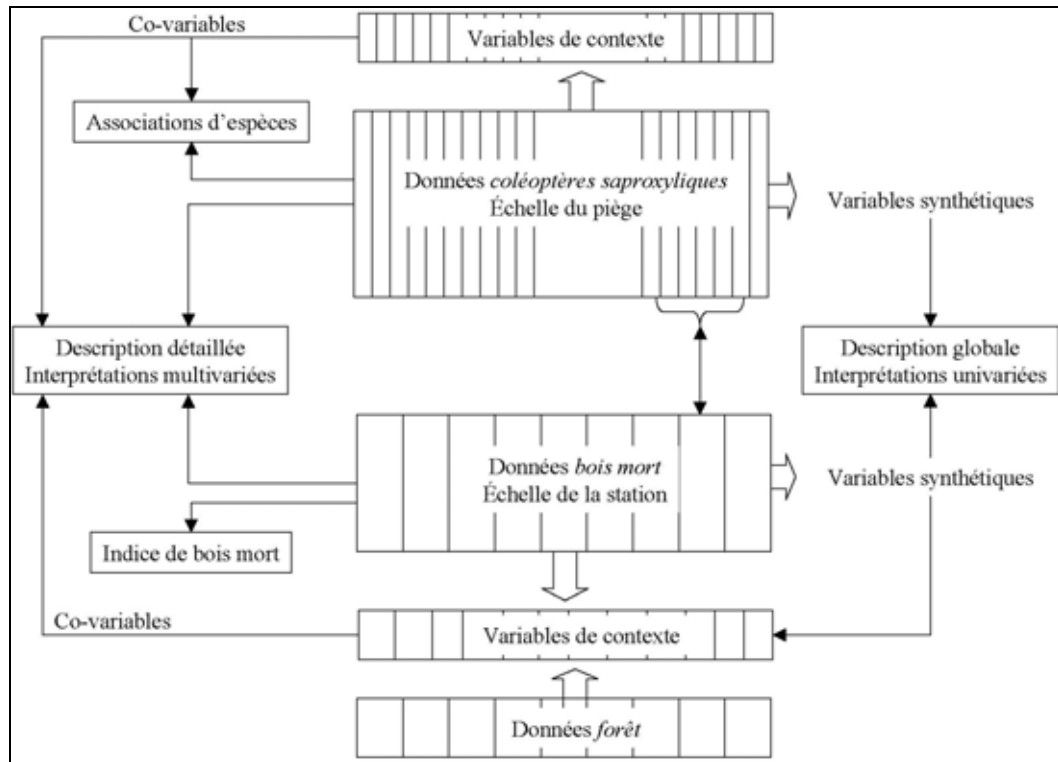 Co-variables
Variables de contexte
Associations d'espèces
Données coléoptères saproxyliques
Échelle du piège
Variables synthétiques
Description détaillée
Interprétations multivariées
Description globale
Interprétations univariées
Données bois mort
Échelle de la station
Variables synthétiques
Indice de bois mort
Co-variables
Variables de contexte
Données forêt